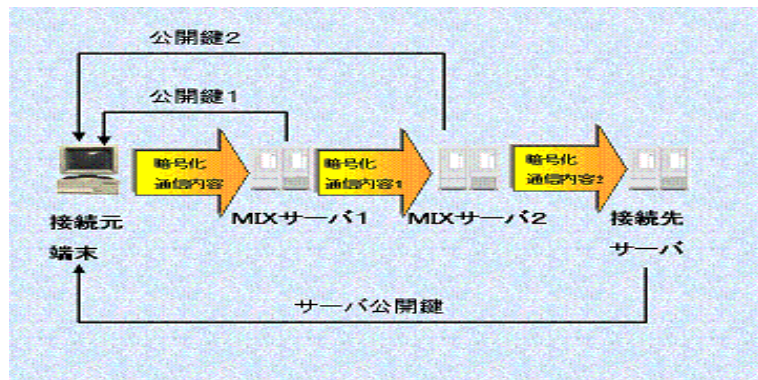 公開鍵2
公開鍵1
暗号化
通信内容
暗号化
通信内容1
暗号化
通信内容2
接続元
端末
MIXサーバ1
MIXサーバ2
接続先
サーバ
サーバ公開鍵